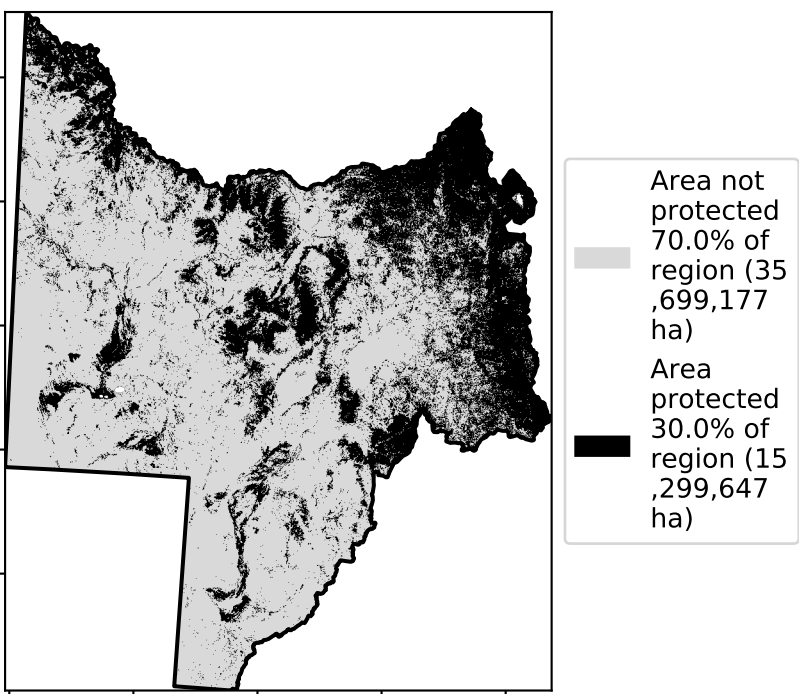 Area not
protected
70.0% of
region (35
,699,177
ha)
Area
protected
30.0% of
region (15
,299,647
ha)